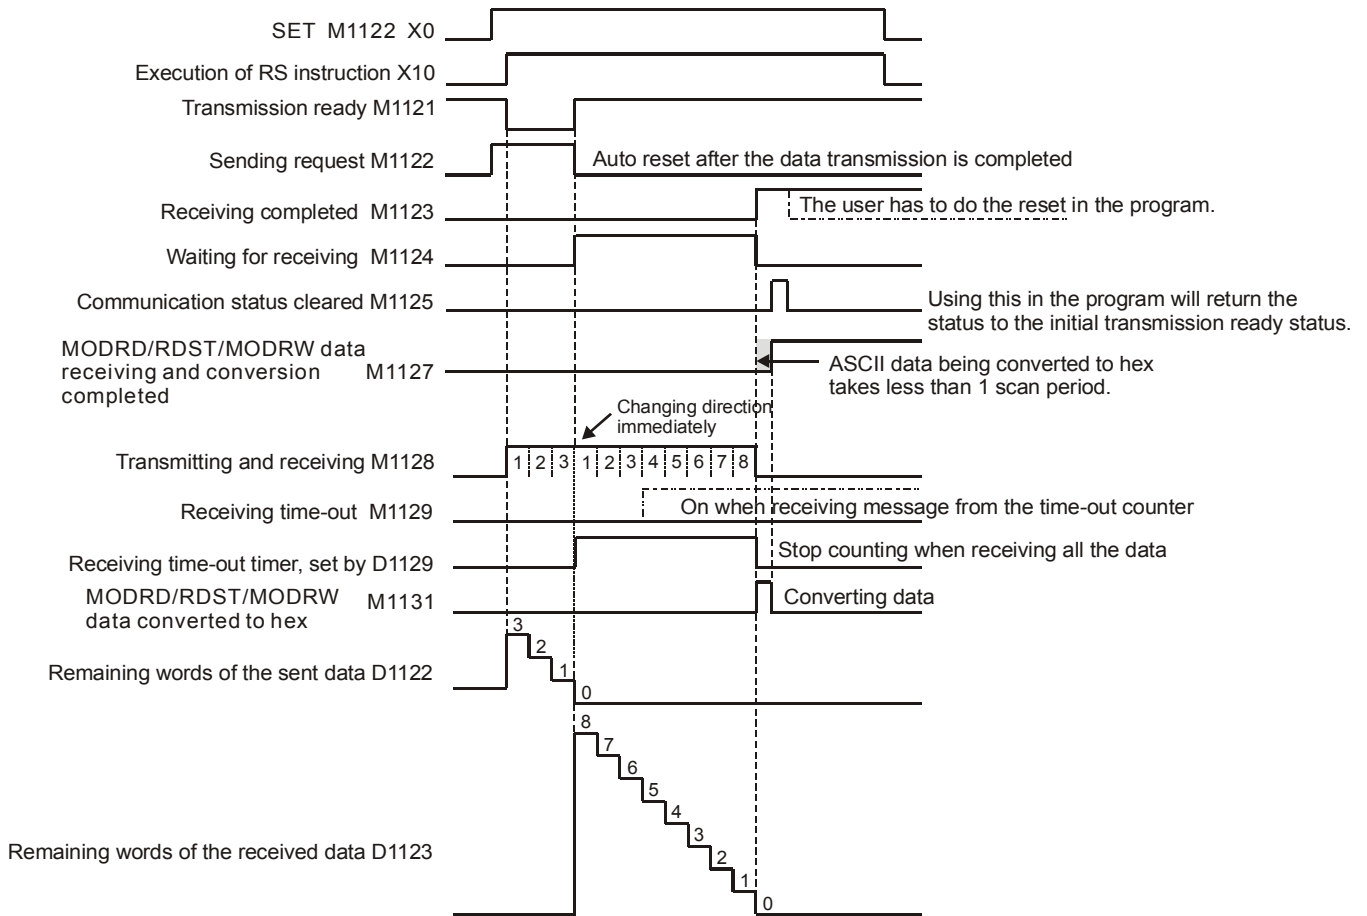 SET M1122 X0
Execution of RS instruction X10
Transmission ready M1121
Sending request M1122
Auto reset after the data transmission is completed
Receiving completed M1123
The user has to do the reset in the program.
Waiting for receiving M1124
Communication status cleared M1125
Using this in the program will return the
status to the initial transmission ready status.
MODRD/RDST/MODRW data
receiving and conversion M1127
completed
ASCII data being converted to hex
takes less than 1 scan period.
Changing direction
immediately
Transmitting and receiving M1128
1 2 3 1 2 3 4 5 6 7 8
Receiving time-out M1129
On when receiving message from the time-out counter
Receiving time-out timer, set by D1129
Stop counting when receiving all the data
MODRD/RDST/MODRW M1131
data converted to hex
Converting data
Remaining words of the sent data D1122
3
2
1
0
Remaining words of the received data D1123
8
7
6
5
4
3
2
1
0